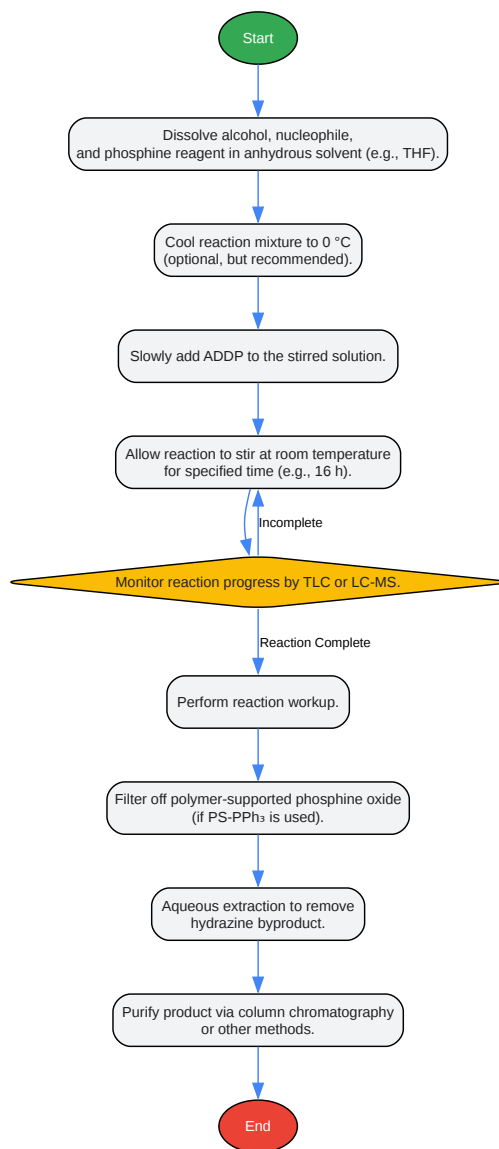 Start
Dissolve alcohol, nucleophile,
and phosphine reagent in anhydrous solvent (e.g., THF).
Cool reaction mixture to 0 °C
(optional, but recommended).
Slowly add ADDP to the stirred solution.
Allow reaction to stir at room temperature
for specified time (e.g., 16 h).
Incomplete
Monitor reaction progress by TLC or LC-MS.
Reaction Complete
Perform reaction workup.
Filter off polymer-supported phosphine oxide
(if PS-PPh₃ is used).
Aqueous extraction to remove
hydrazine byproduct.
Purify product via column chromatography
or other methods.
End